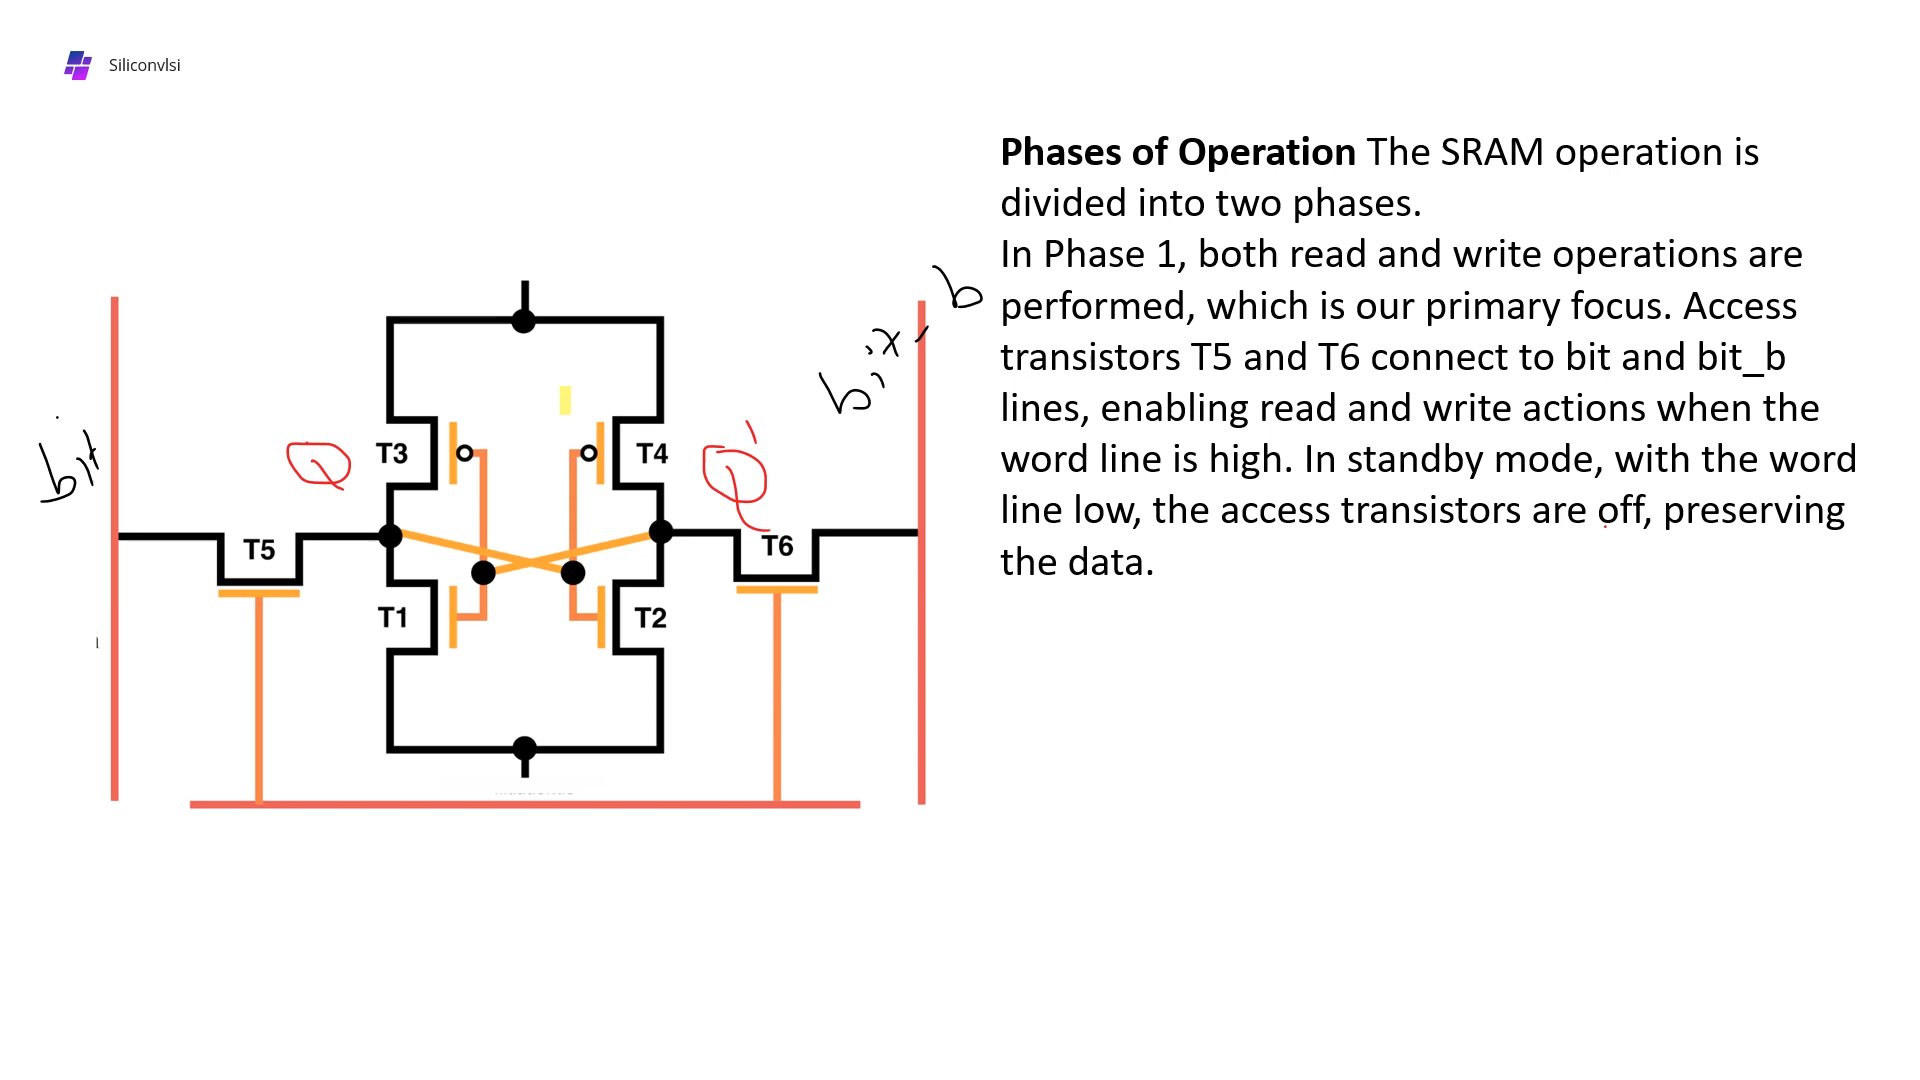 Siliconvlsi
Phases of Operation The SRAM operation is
divided into two phases.
In Phase 1, both read and write operations are
performed, which is our primary focus. Access
transistors T5 and T6 connect to bit and bit_b
lines, enabling read and write actions when the
word line is high. In standby mode, with the word
line low, the access transistors are off, preserving
the data.
bit
bit_b
Q
Q'
T3
T4
T5
T6
T1
T2